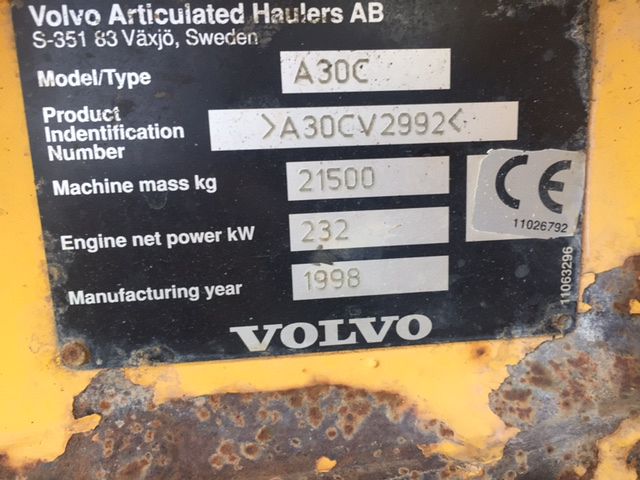 Volvo Articulated Haulers AB
S-351 83 Växjö, Sweden
Model/Type A30C
Product
Indentification
Number >A30CV2992<
Machine mass kg 21500
CE
11026792
Engine net power kW 232
Manufacturing year 1998
11063296
VOLVO